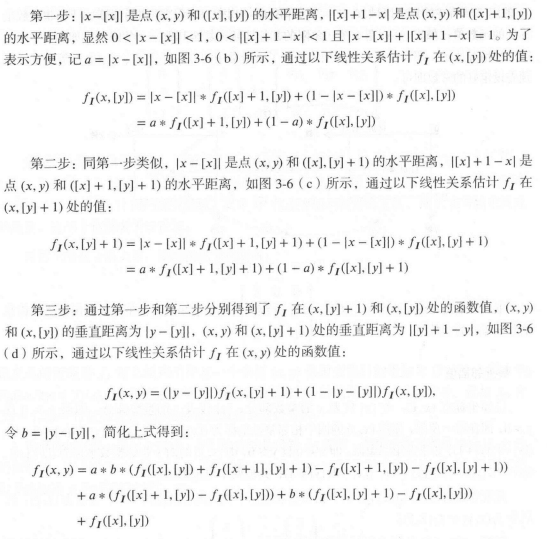 第一步：|x−[x]| 是点 (x, y) 和 ([x], [y]) 的水平距离，|[x]+1−x| 是点 (x, y) 和 ([x]+1, [y])
的水平距离，显然 0 < |x−[x]| < 1，0 < |[x]+1−x| < 1 且 |x−[x]|+|[x]+1−x| = 1。为了
表示方便，记 a = |x−[x]|，如图 3-6（b）所示，通过以下线性关系估计 f_I 在 (x, [y]) 处的值：
f_I(x, [y]) = |x−[x]| * f_I([x]+1, [y]) + (1−|x−[x]|) * f_I([x], [y])
= a * f_I([x]+1, [y]) + (1−a) * f_I([x], [y])
第二步：同第一步类似，|x−[x]| 是点 (x, y) 和 ([x], [y]+1) 的水平距离，|[x]+1−x| 是
点 (x, y) 和 ([x]+1, [y]+1) 的水平距离，如图 3-6（c）所示，通过以下线性关系估计 f_I 在
(x, [y]+1) 处的值：
f_I(x, [y]+1) = |x−[x]| * f_I([x]+1, [y]+1) + (1−|x−[x]|) * f_I([x], [y]+1)
= a * f_I([x]+1, [y]+1) + (1−a) * f_I([x], [y]+1)
第三步：通过第一步和第二步分别得到了 f_I 在 (x, [y]+1) 和 (x, [y]) 处的函数值，(x, y)
和 (x, [y]) 的垂直距离为 |y−[y]|，(x, y) 和 (x, [y]+1) 处的垂直距离为 |[y]+1−y|，如图 3-6
（d）所示，通过以下线性关系估计 f_I 在 (x, y) 处的函数值：
f_I(x, y) = (|y−[y]|)f_I(x, [y]+1) + (1−|y−[y]|)f_I(x, [y]),
令 b = |y−[y]|，简化上式得到：
f_I(x, y) = a * b * (f_I([x], [y]) + f_I([x+1], [y]+1) − f_I([x]+1, [y]) − f_I([x], [y]+1))
+ a * (f_I([x]+1, [y]) − f_I([x], [y])) + b * (f_I([x], [y]+1) − f_I([x], [y]))
+ f_I([x], [y])